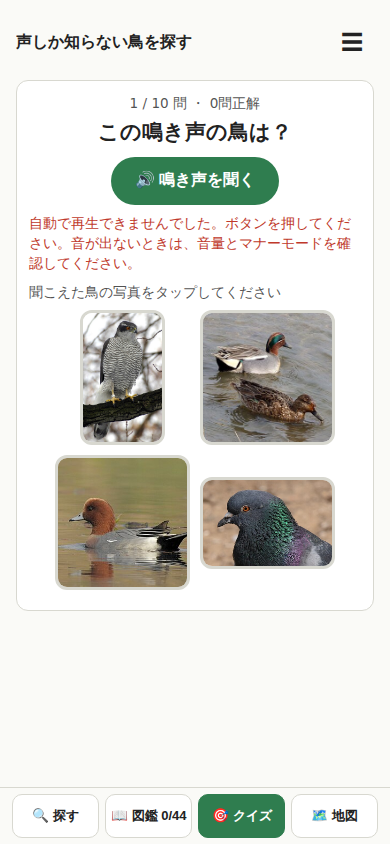 声しか知らない鳥を探す
☰
1 / 10 問 ・ 0問正解
この鳴き声の鳥は？
🔊 鳴き声を聞く
自動で再生できませんでした。ボタンを押してくだ
さい。音が出ないときは、音量とマナーモードを確
認してください。
聞こえた鳥の写真をタップしてください
🔍 探す
📖 図鑑 0/44
🎯 クイズ
🗺️ 地図